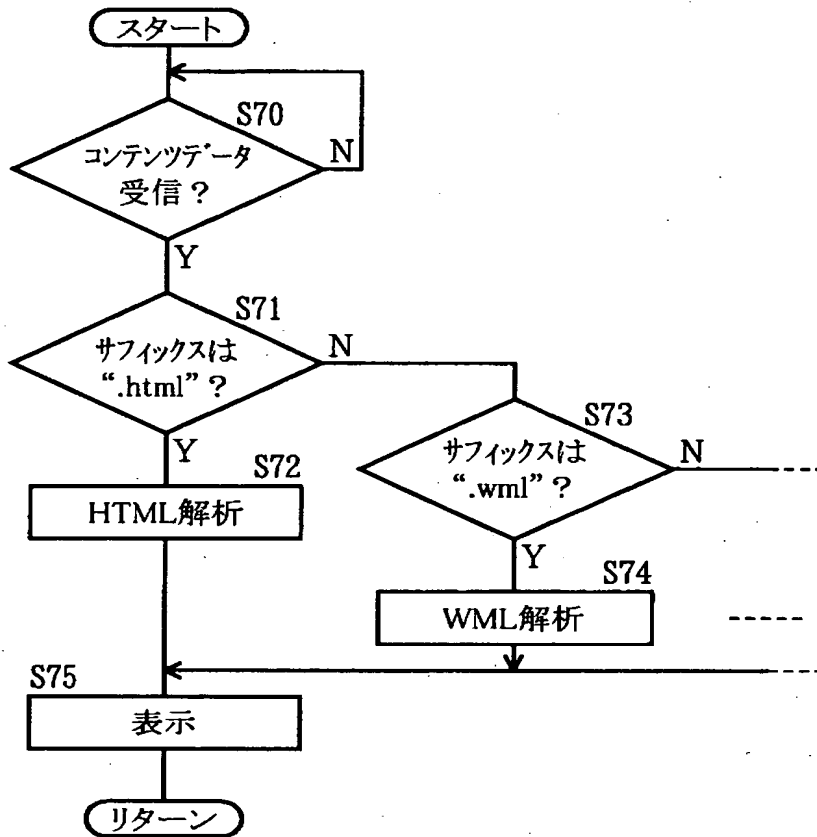 スタート
S70
コンテンツデータ
受信？
N
Y
S71
サフィックスは
“.html”？
N
Y
S73
サフィックスは
“.wml”？
N
Y
S72
HTML解析
S74
WML解析
S75
表示
リターン